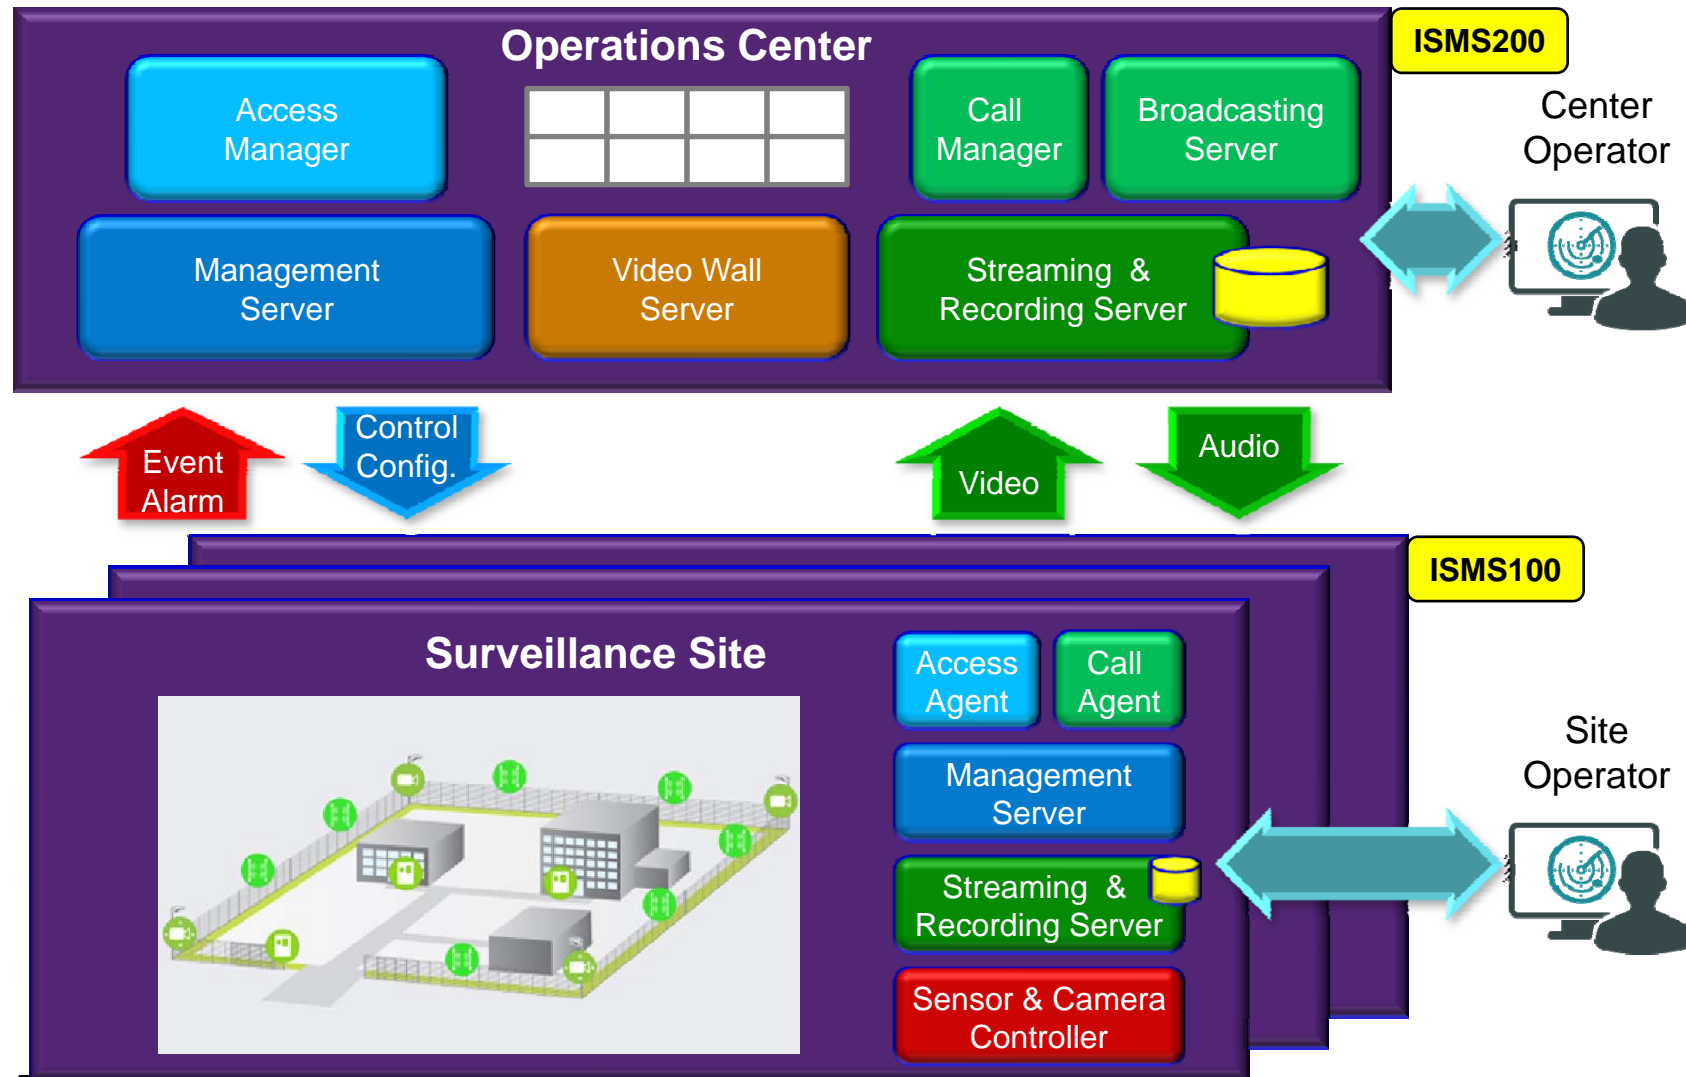 Operations Center
ISMS200
Access
Manager
Call
Manager
Broadcasting
Server
Center
Operator
Management
Server
Video Wall
Server
Streaming &
Recording Server
Event
Alarm
Control
Config.
Video
Audio
ISMS100
Surveillance Site
Access
Agent
Call
Agent
Management
Server
Streaming &
Recording Server
Sensor & Camera
Controller
Site
Operator